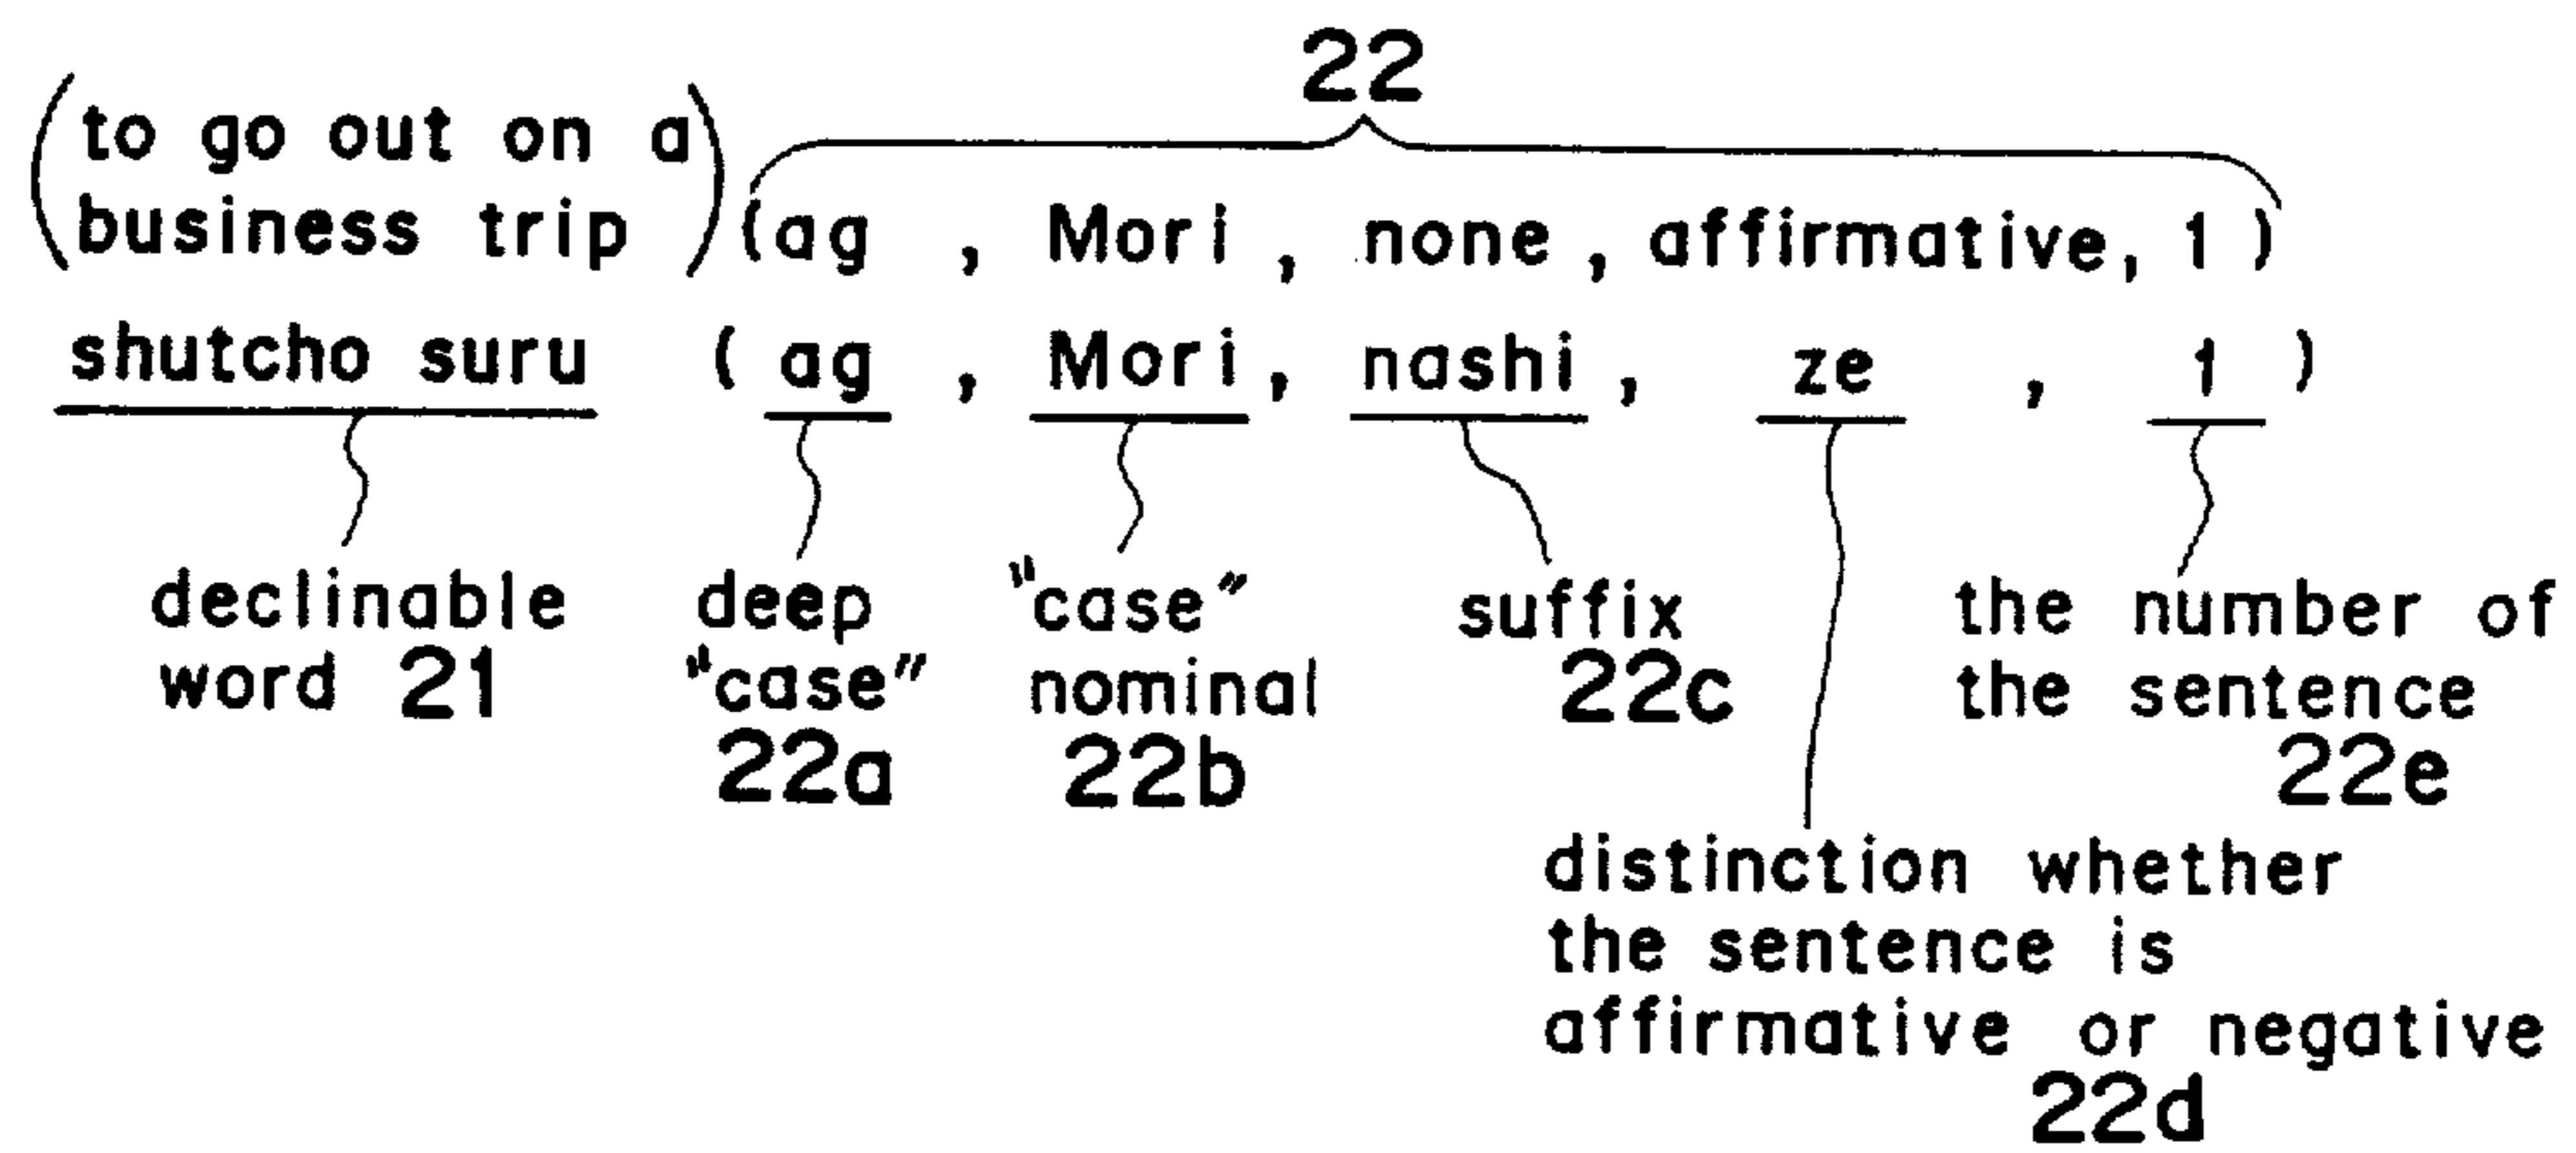 22
(to go out on a
business trip) (ag , Mori, none, affirmative, 1)
shutcho suru ( ag , Mori, nashi, ze , 1 )
declinable
word 21
deep
"case"
22a
"case"
nominal
22b
suffix
22c
the number of
the sentence
22e
distinction whether
the sentence is
affirmative or negative
22d